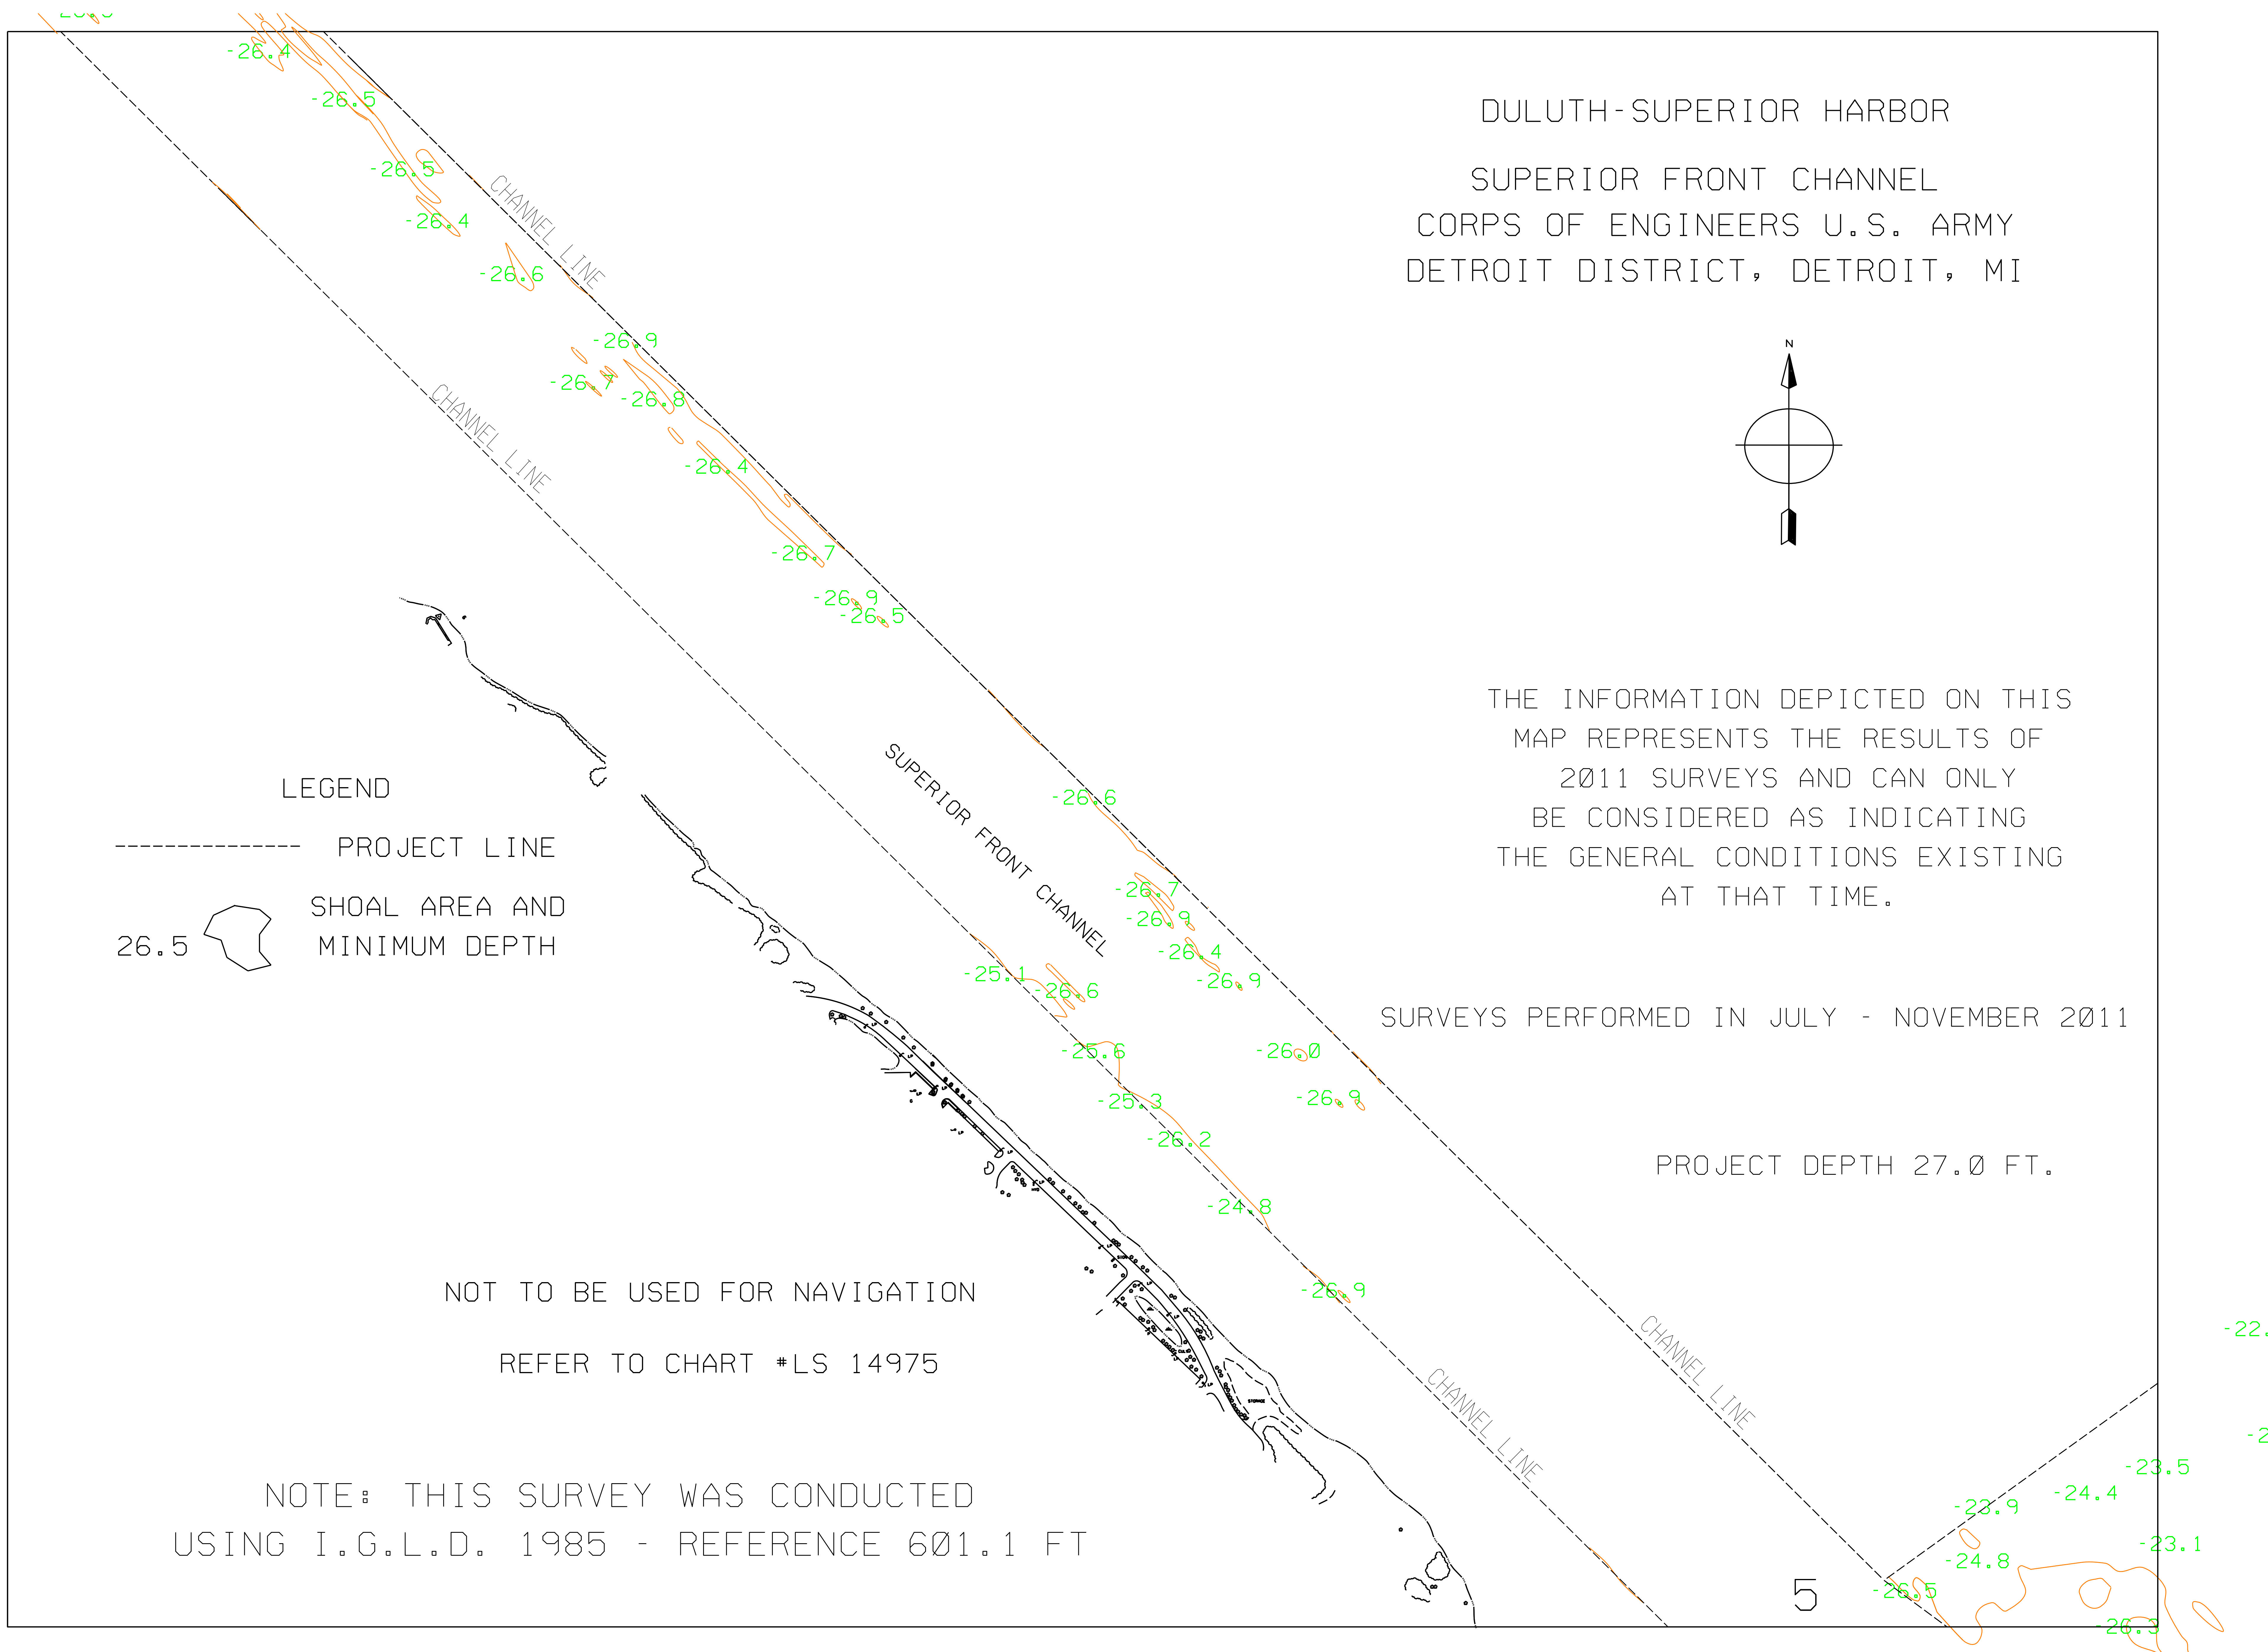 -26.4
-26.5
-26.5
-26.4
-26.6
CHANNEL LINE
DULUTH-SUPERIOR HARBOR
SUPERIOR FRONT CHANNEL
CORPS OF ENGINEERS U.S. ARMY
DETROIT DISTRICT, DETROIT, MI
N
-26.9
-26.7
-26.8
CHANNEL LINE
-26.4
-26.7
-26.9
-26.5
THE INFORMATION DEPICTED ON THIS
MAP REPRESENTS THE RESULTS OF
2011 SURVEYS AND CAN ONLY
BE CONSIDERED AS INDICATING
THE GENERAL CONDITIONS EXISTING
AT THAT TIME.
LEGEND
PROJECT LINE
SHOAL AREA AND
26.5 MINIMUM DEPTH
SUPERIOR FRONT CHANNEL
-26.6
-26.7
-26.9
-26.4
-26.9
-25.1
-26.6
SURVEYS PERFORMED IN JULY - NOVEMBER 2011
-25.6
-26.0
-25.3
-26.9
-26.2
PROJECT DEPTH 27.0 FT.
-24.8
-26.9
NOT TO BE USED FOR NAVIGATION
REFER TO CHART #LS 14975
CHANNEL LINE
CHANNEL LINE
STORAGE
-22.
-23.5
-24.4
-23.9
-23.1
-24.8
-26.5
-26.3
NOTE: THIS SURVEY WAS CONDUCTED
USING I.G.L.D. 1985 - REFERENCE 601.1 FT
5